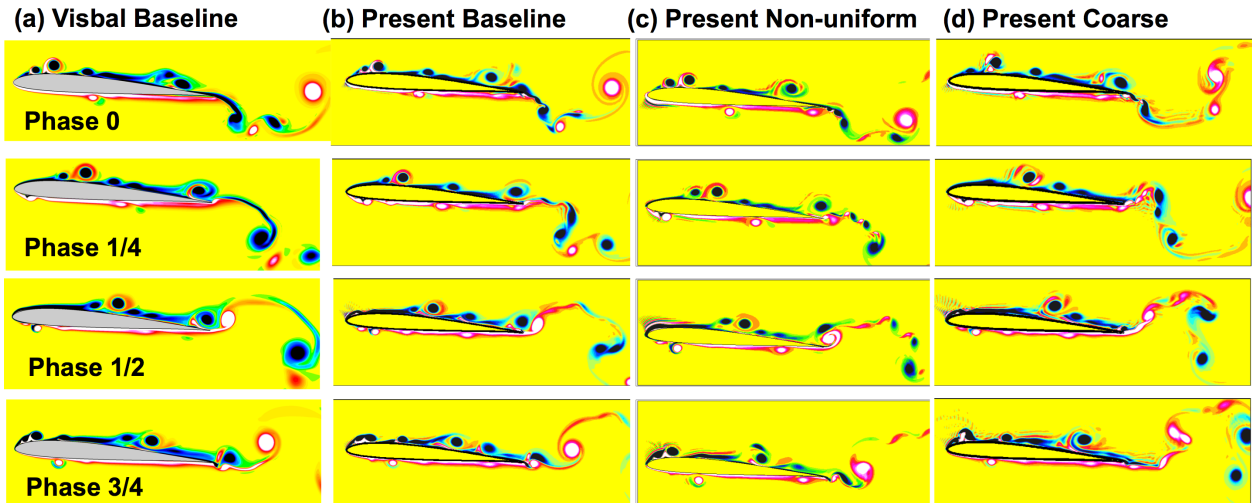 (a) Visbal Baseline (b) Present Baseline (c) Present Non-uniform (d) Present Coarse
Phase 0
Phase 1/4
Phase 1/2
Phase 3/4